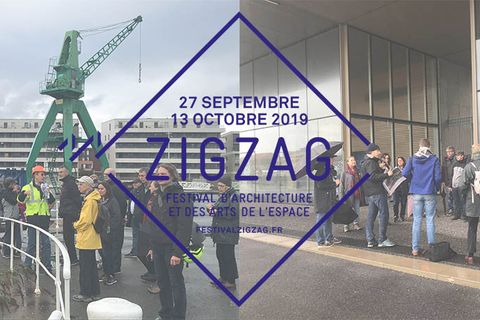 27 SEPTEMBRE
13 OCTOBRE 2019
ZIGZAG
FESTIVAL D'ARCHITECTURE
ET DES ARTS DE L'ESPACE
FESTIVALZIGZAG.FR